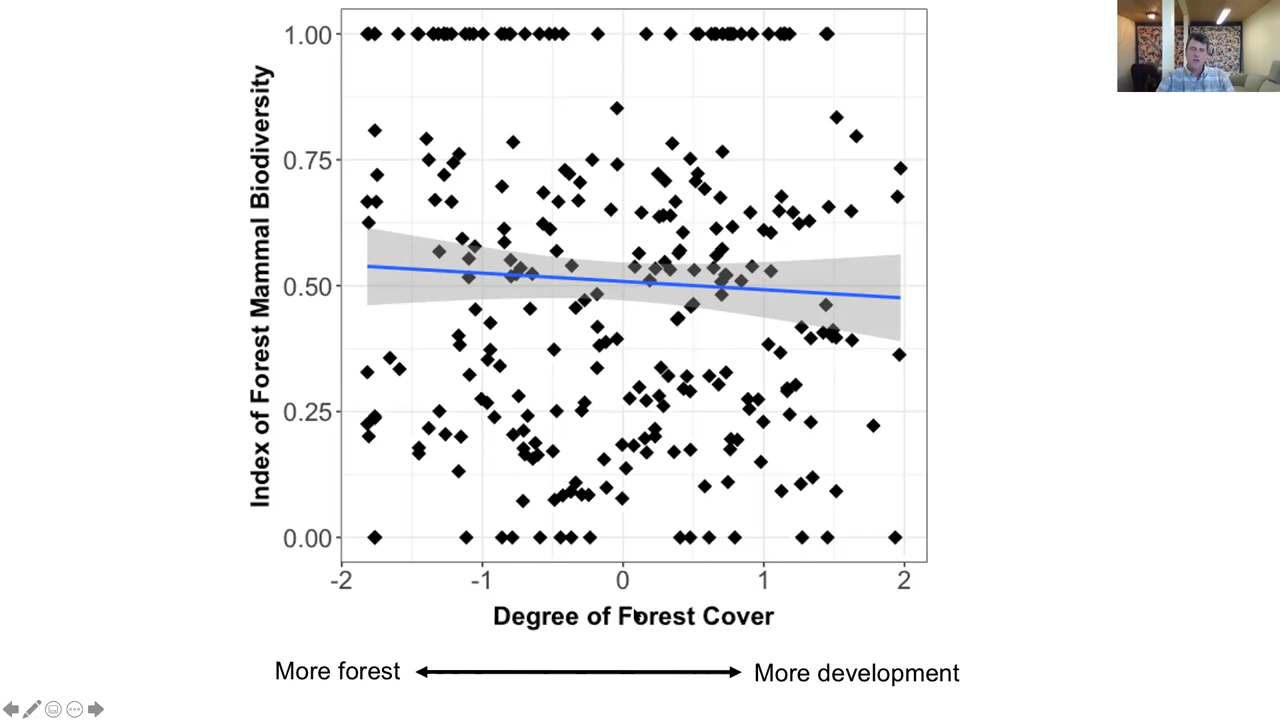 Index of Forest Mammal Biodiversity
1.00
0.75
0.50
0.25
0.00
-2 -1 0 1 2
Degree of Forest Cover
More forest More development